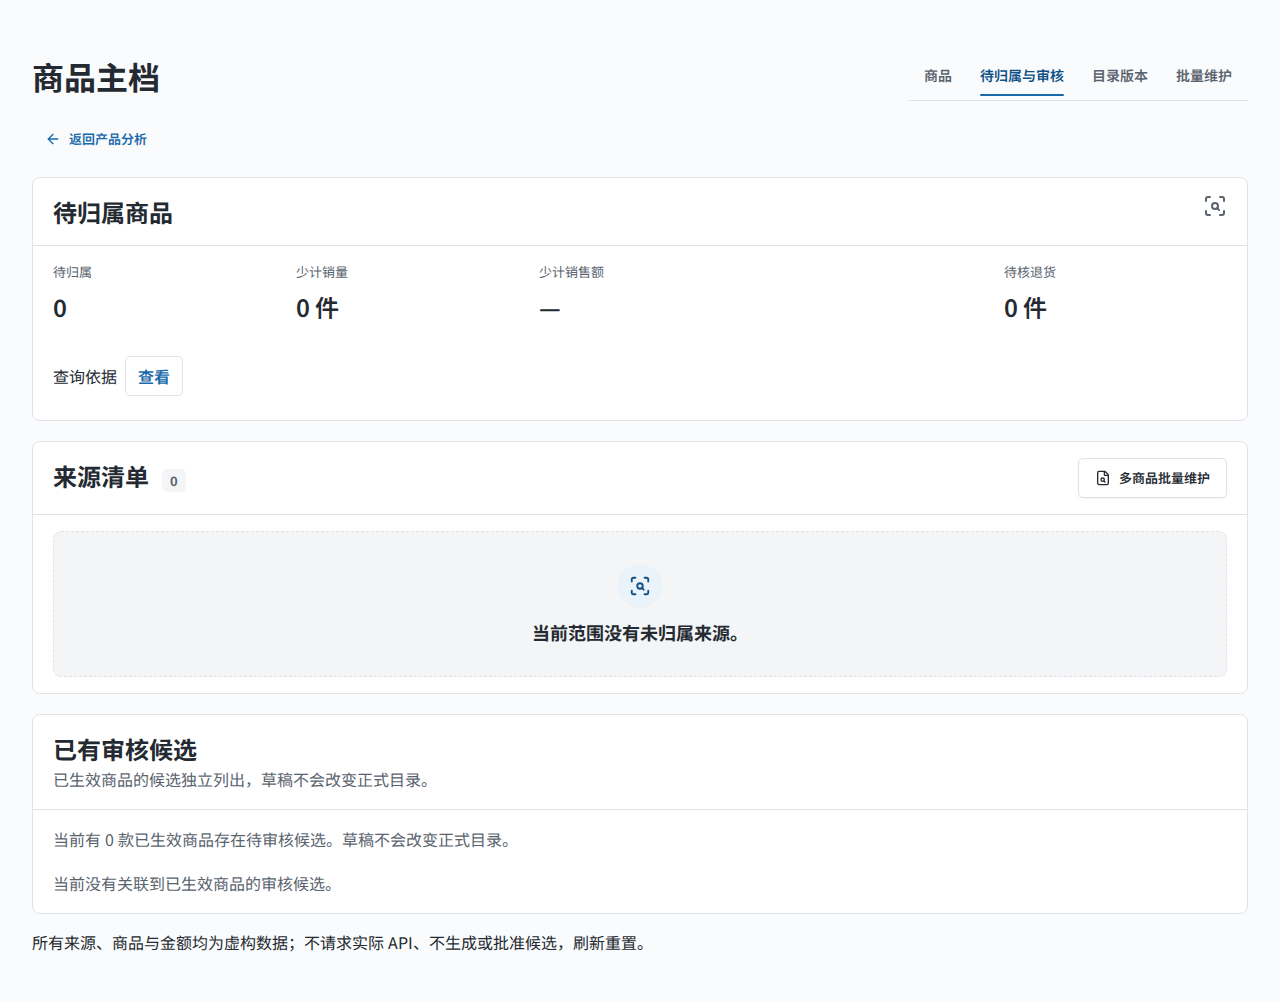 商品主档
商品 待归属与审核 目录版本 批量维护
返回产品分析
待归属商品
待归属 少计销量 少计销售额 待核退货
0 0 件 — 0 件
查询依据 查看
来源清单 0 多商品批量维护
当前范围没有未归属来源。
已有审核候选
已生效商品的候选独立列出，草稿不会改变正式目录。
当前有 0 款已生效商品存在待审核候选。草稿不会改变正式目录。
当前没有关联到已生效商品的审核候选。
所有来源、商品与金额均为虚构数据；不请求实际 API、不生成或批准候选，刷新重置。